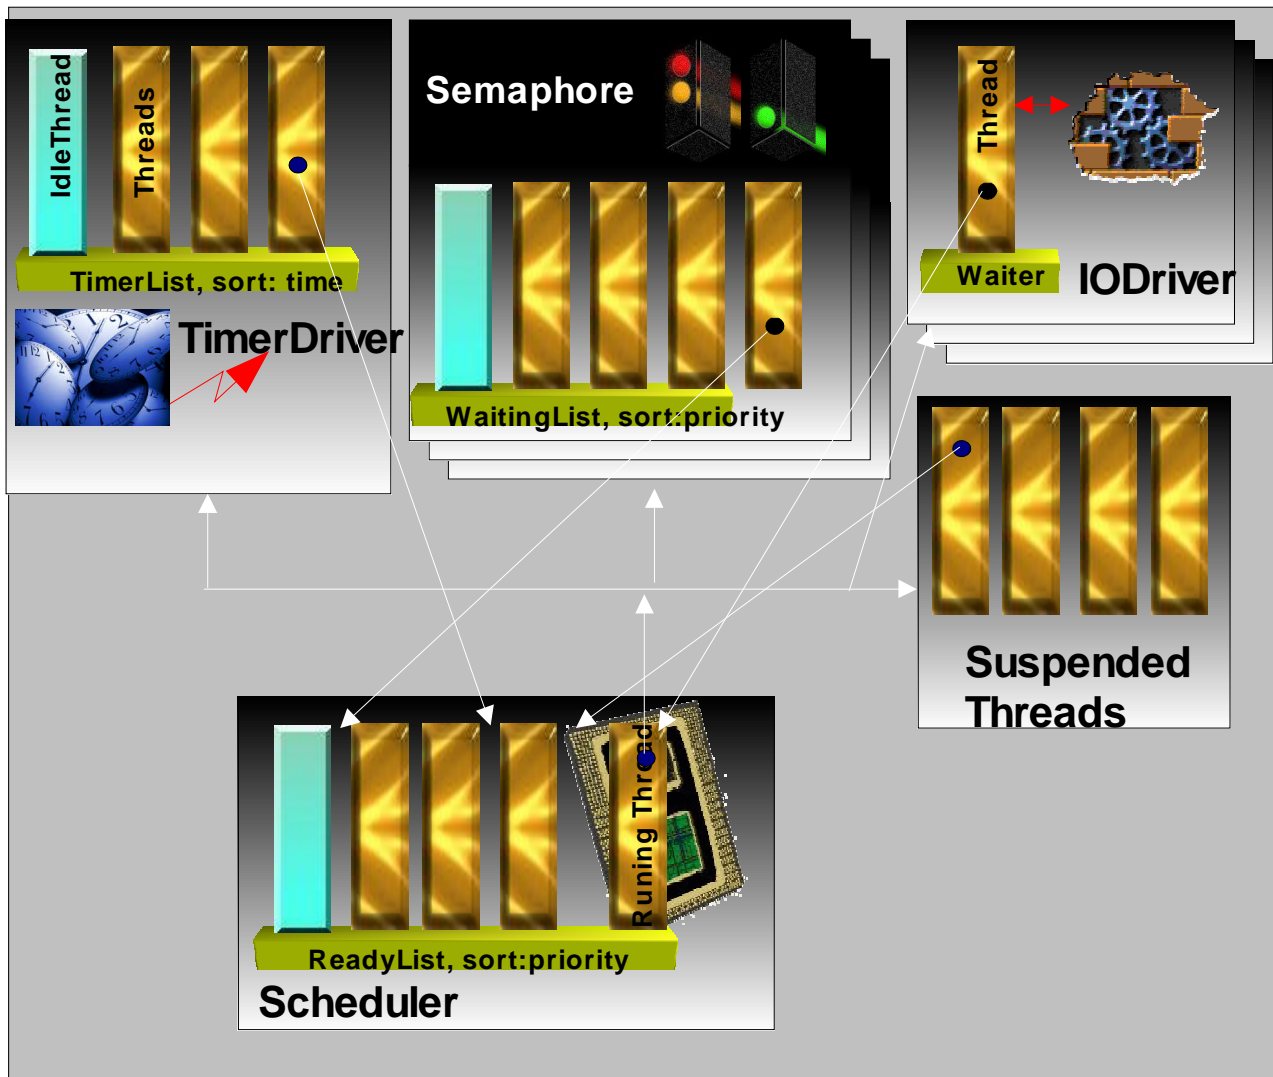 IdleThread
Threads
TimerList, sort: time
TimerDriver
Semaphore
WaitingList, sort:priority
Thread
Waiter
IODriver
Suspended
Threads
Runing Thread
ReadyList, sort:priority
Scheduler